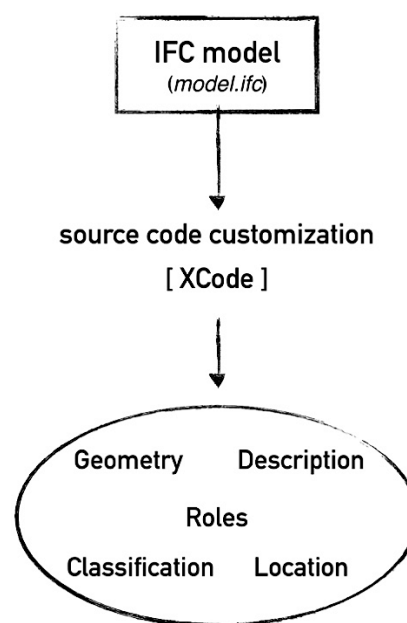 IFC model
(model.ifc)
source code customization
[ XCode ]
Geometry Description
Roles
Classification Location